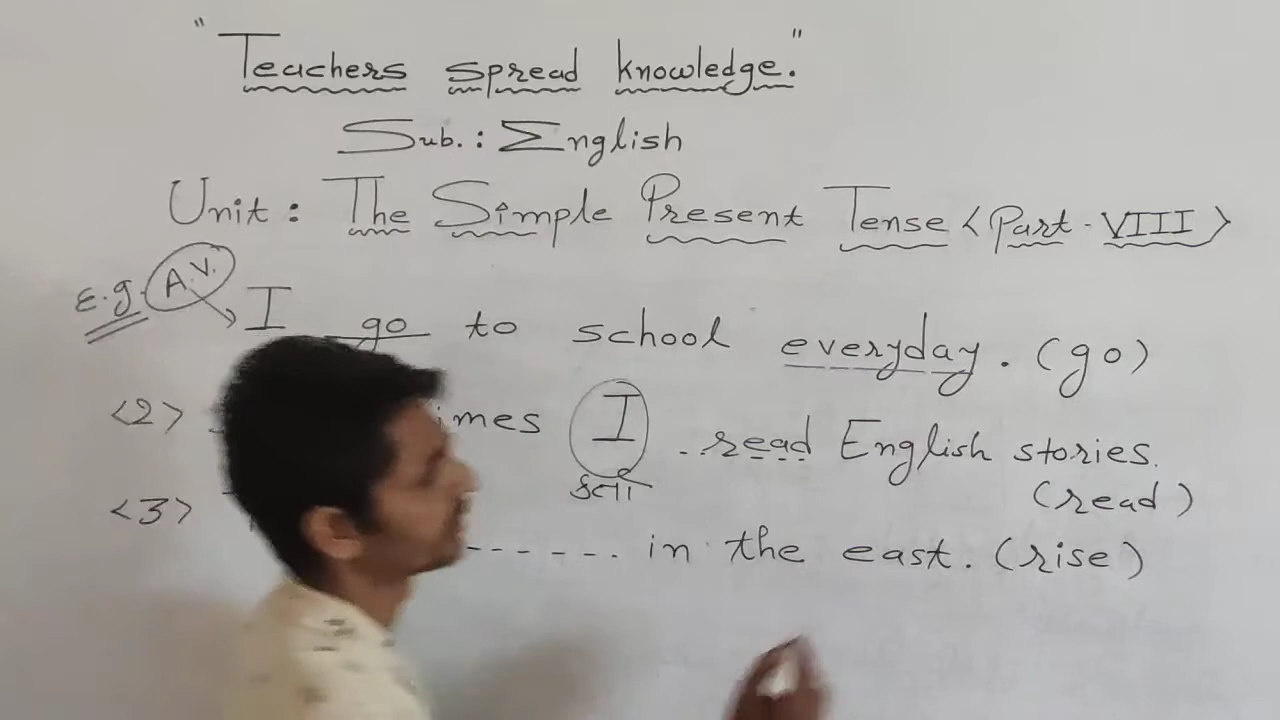 "Teachers spread knowledge."
Sub.: English
Unit: The Simple Present Tense <Part-VIII>
E.g. A.V. I go to school everyday. (go)
<2> I read English stories.
કર્તા
(read)
<3> ------ in the east. (rise)